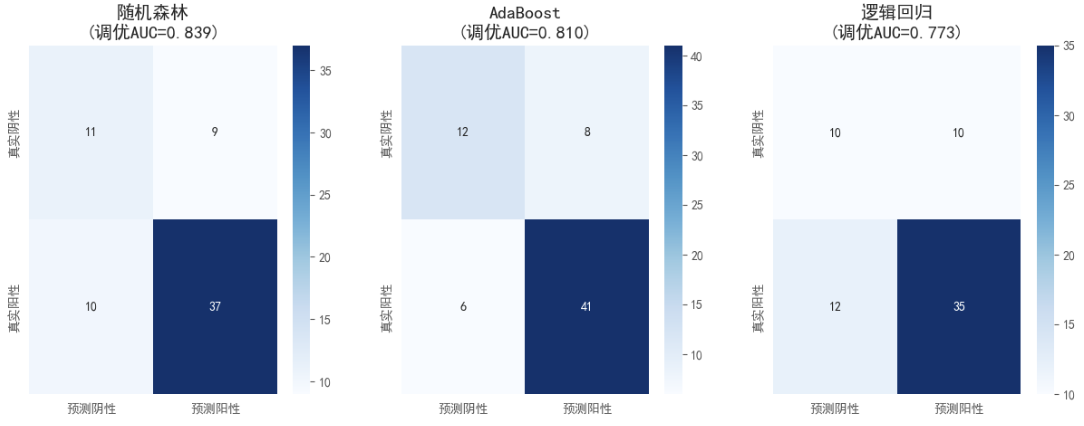 随机森林
(调优AUC=0.839)
真实阴性
真实阳性
11
9
10
37
预测阴性
预测阳性
35
30
25
20
15
10
AdaBoost
(调优AUC=0.810)
真实阴性
真实阳性
12
8
6
41
预测阴性
预测阳性
40
35
30
25
20
15
10
逻辑回归
(调优AUC=0.773)
真实阴性
真实阳性
10
10
12
35
预测阴性
预测阳性
35
30
25
20
15
10